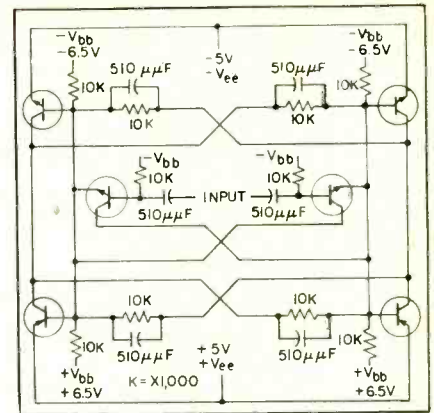 −Vbb −5V −Vbb
−6.5V −Vee −6.5V
510 μμF 510 μμF
10K 10K
10K 10K
−Vbb −Vbb
10K 10K
INPUT
510μμF 510μμF
10K 10K
510μμF 510μμF
10K 10K
+Vbb K = X1,000 +5V +Vbb
+6.5V +Vee +6.5V